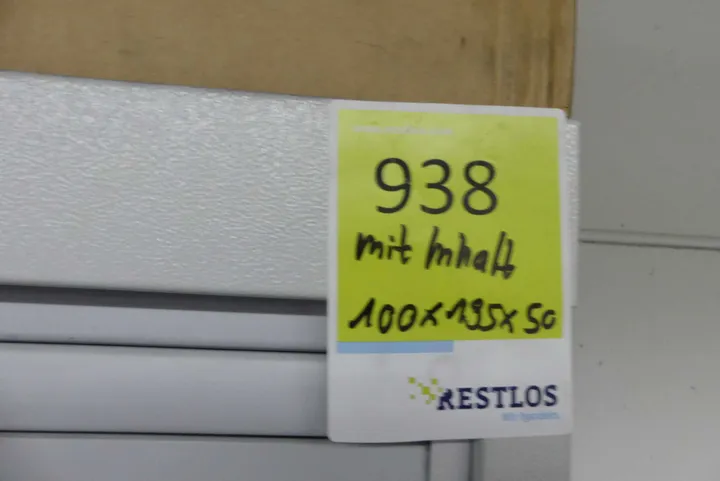 938
mit Inhalt
100x195x50
RESTLOS